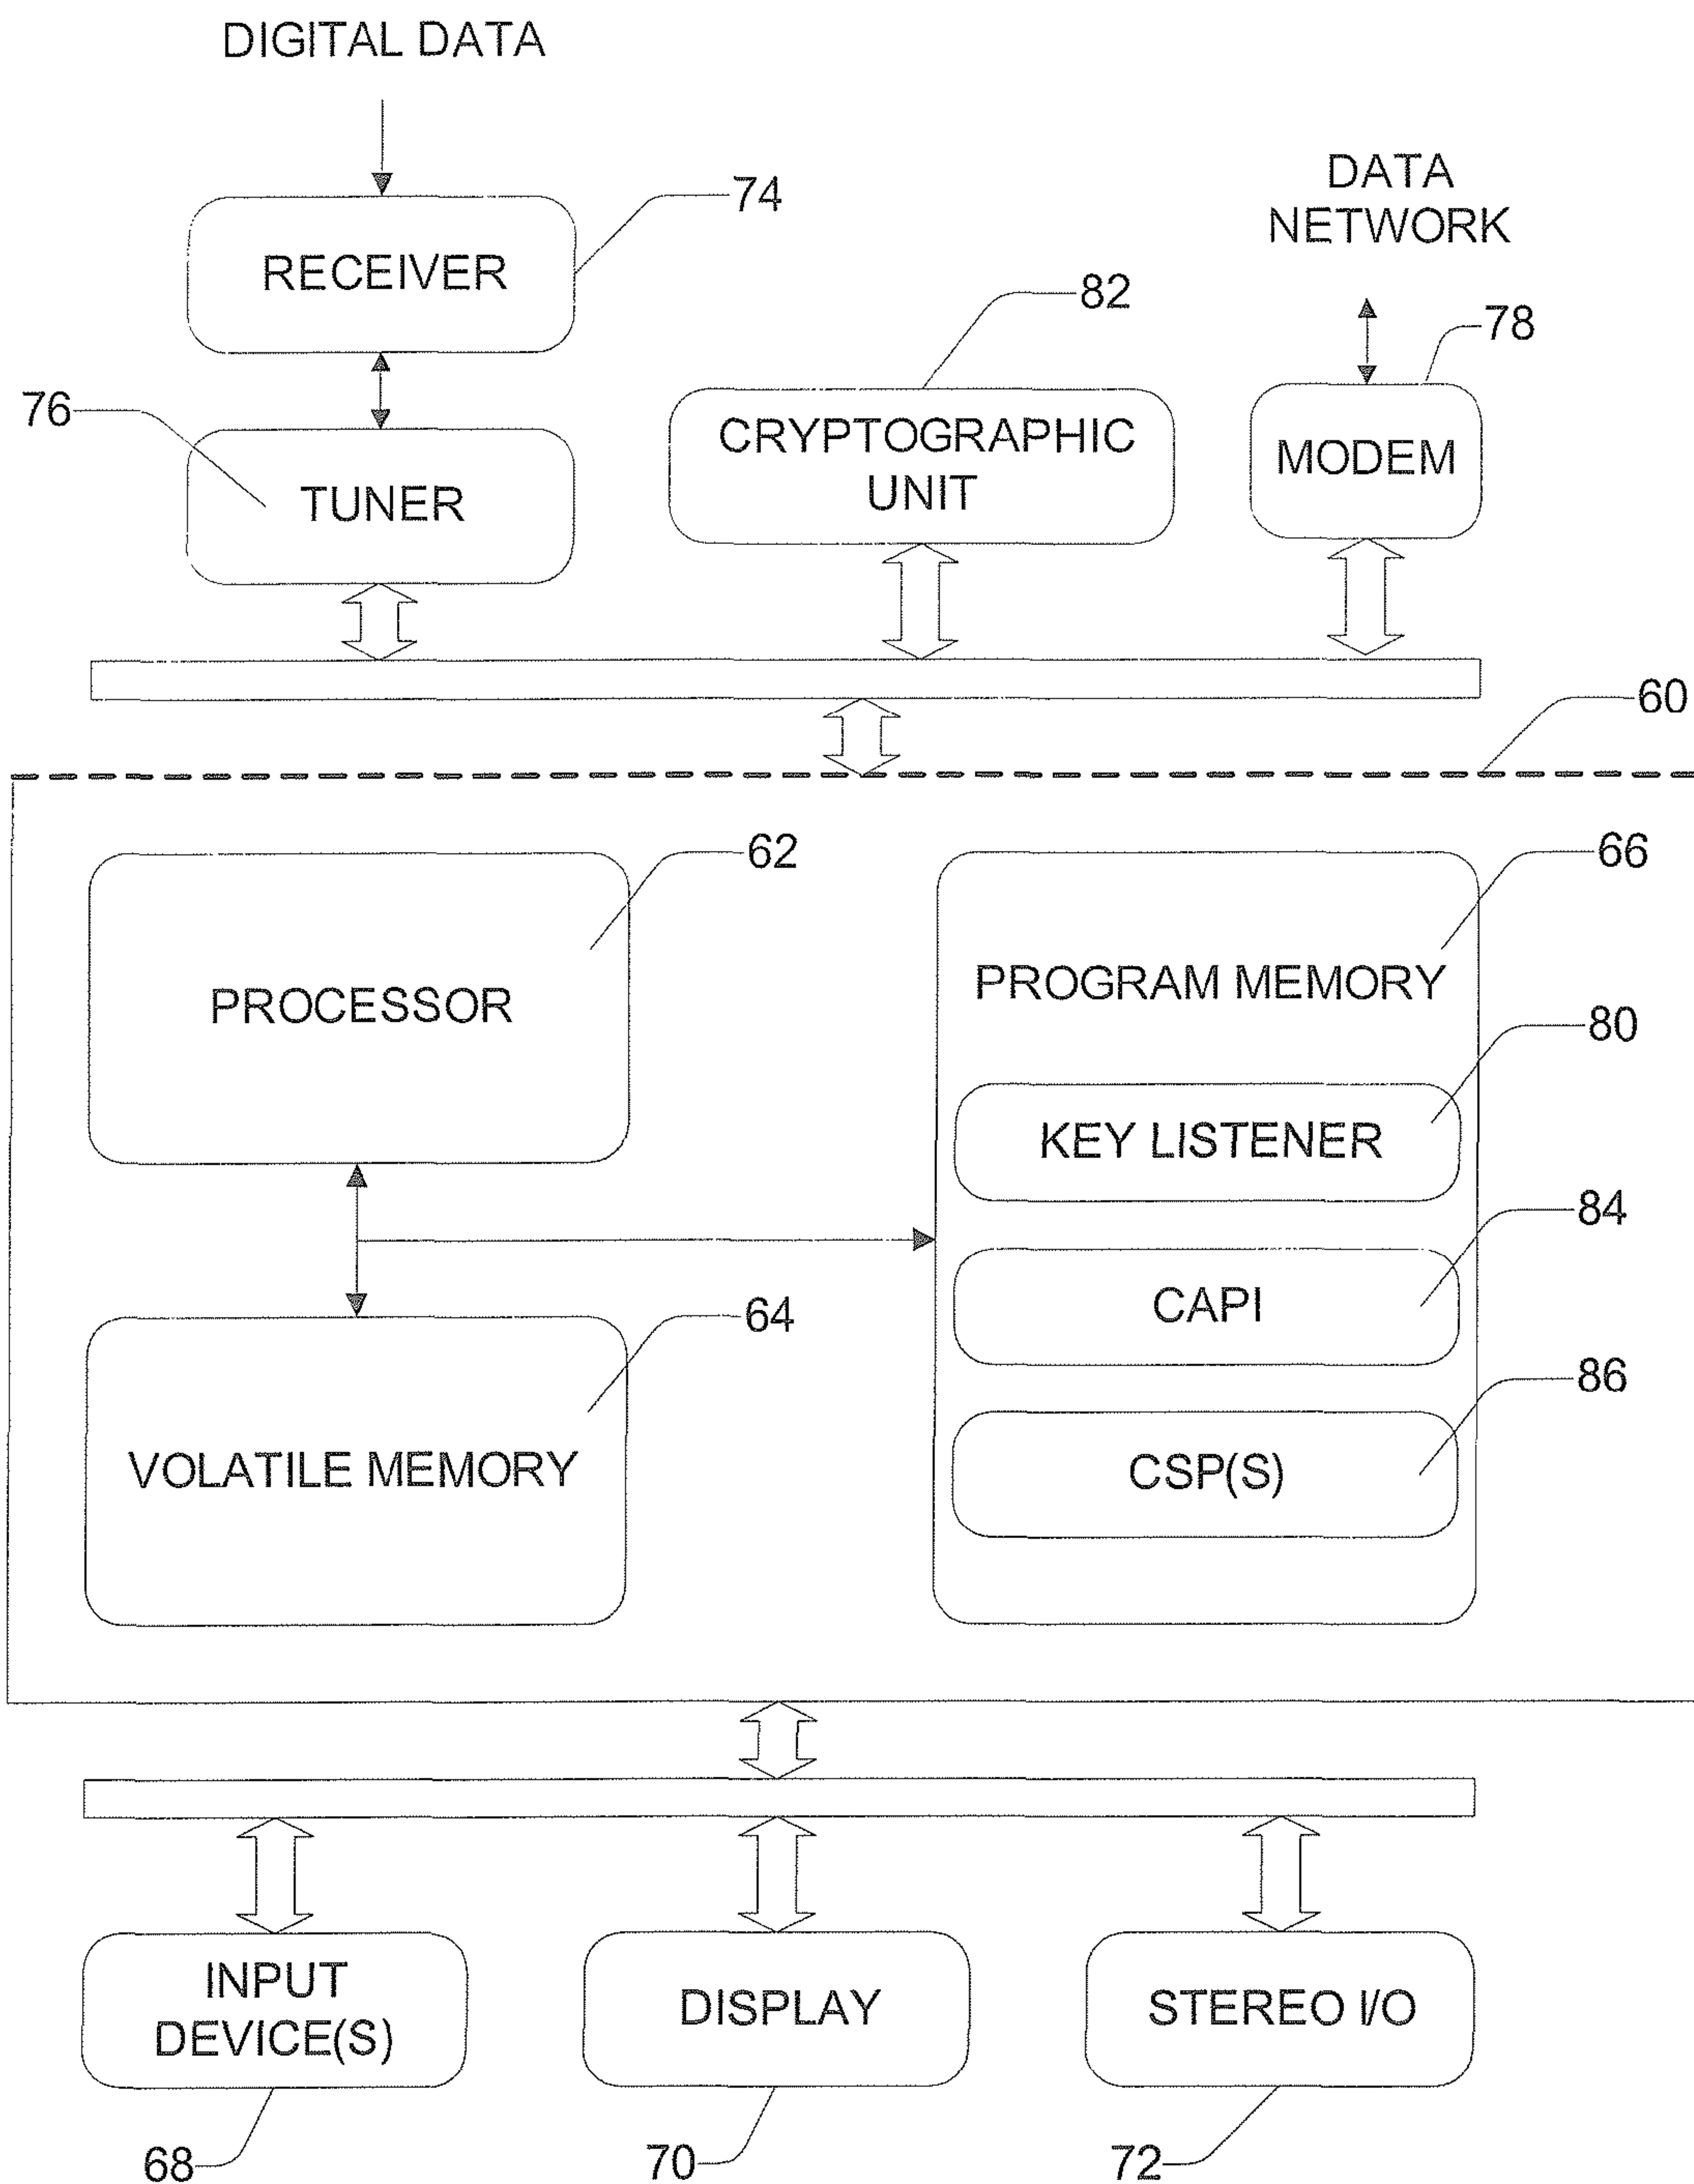 DIGITAL DATA
DATA
NETWORK
74
RECEIVER
82
78
76
CRYPTOGRAPHIC
UNIT
MODEM
TUNER
60
62
66
PROCESSOR
PROGRAM MEMORY
80
KEY LISTENER
84
CAPI
64
86
VOLATILE MEMORY
CSP(S)
INPUT
DEVICE(S)
DISPLAY
STEREO I/O
68
70
72